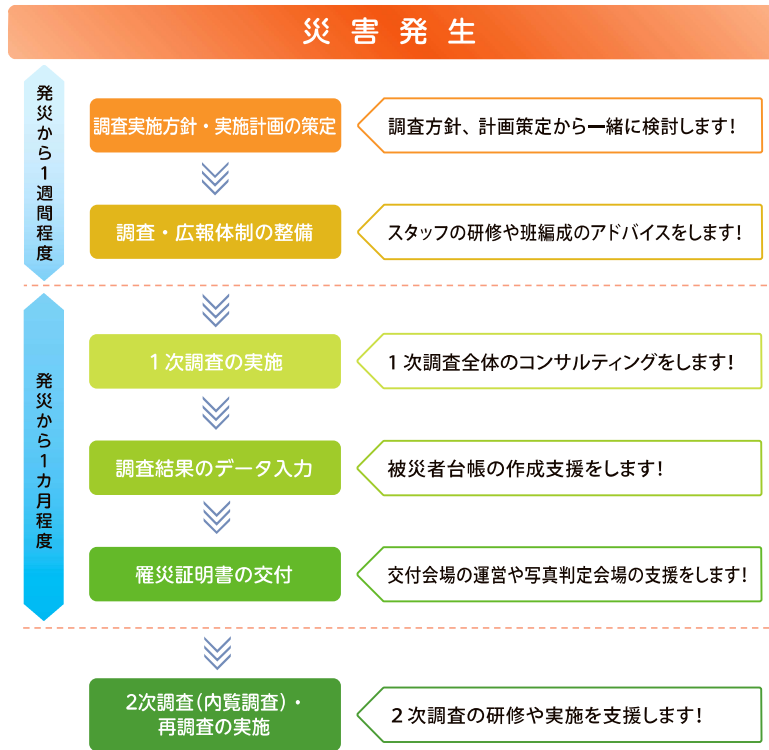 災害発生
発災から1週間程度
調査実施方針・実施計画の策定
調査方針、計画策定から一緒に検討します!
調査・広報体制の整備
スタッフの研修や班編成のアドバイスをします!
発災から1カ月程度
1次調査の実施
1次調査全体のコンサルティングをします!
調査結果のデータ入力
被災者台帳の作成支援をします!
罹災証明書の交付
交付会場の運営や写真判定会場の支援をします!
2次調査(内覧調査)・
再調査の実施
2次調査の研修や実施を支援します!